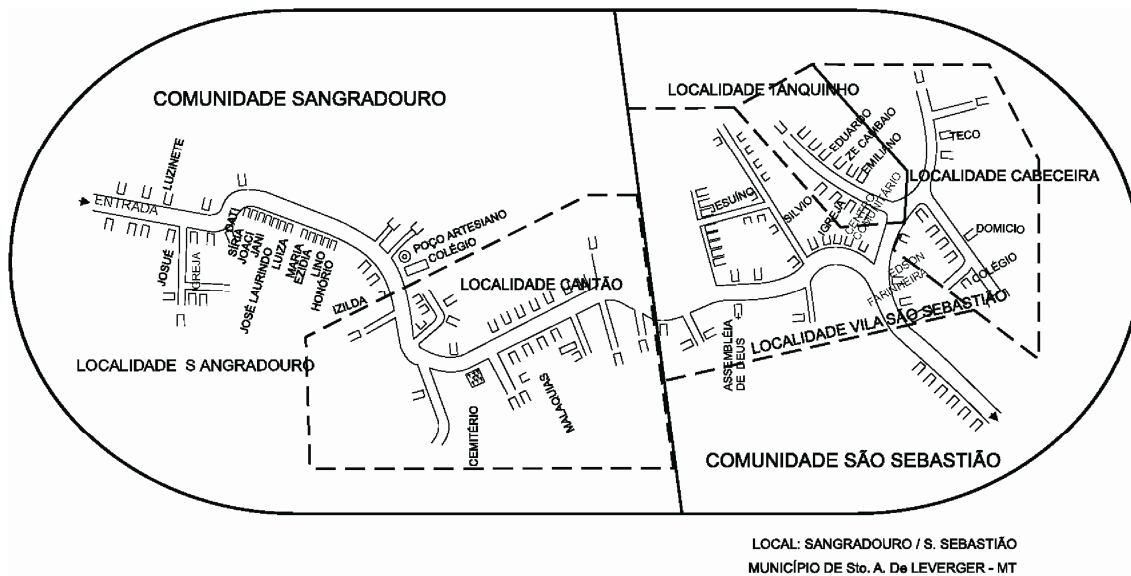 COMUNIDADE SANGRADOURO
LOCALIDADE TANQUINHO
EDUARDO
ZE CAMBAIO
EMILIANO
TECO
LOCALIDADE CABECEIRA
LUZINETE
ENTRADA
JESUÍNO
SILVIO
IGREJA
CENTRO
COMUNITÁRIO
DOMICIO
JOSUÉ
IGREJA
DATI
SÍRIA
JOACI
JANI
JOSÉ LAURINDO
LUIZA
MARIA
EZIDIA
LINO
HONÓRIO
POÇO ARTESIANO
COLÉGIO
IZILDA
LOCALIDADE CANTÃO
EDSON
FARINHEIRA
COLÉGIO
LOCALIDADE VILA SÃO SEBASTIÃO
LOCALIDADE S ANGRADOURO
ASSEMBLÉIA
DE DEUS
MALAQUIAS
CEMITÉRIO
COMUNIDADE SÃO SEBASTIÃO
LOCAL: SANGRADOURO / S. SEBASTIÃO
MUNICÍPIO DE Sto. A. De LEVERGER - MT